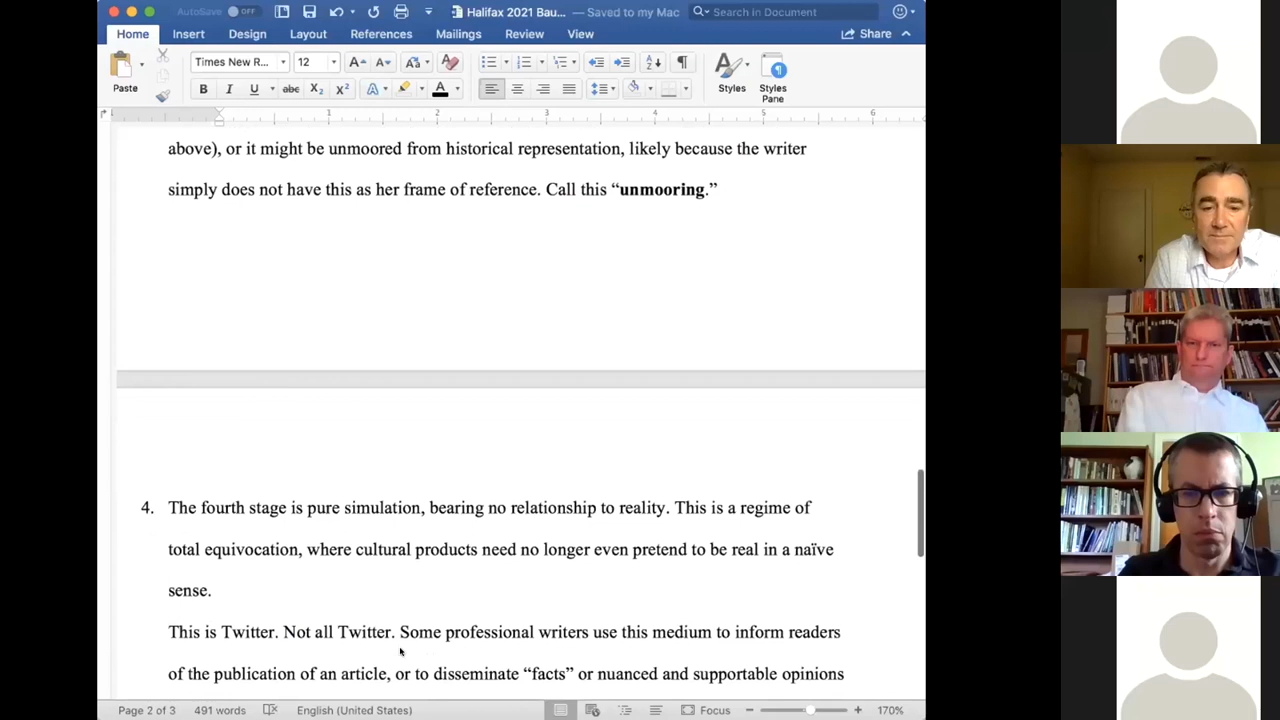 AutoSave OFF
Halifax 2021 Bau... — Saved to my Mac
Search in Document
Home Insert Design Layout References Mailings Review View Share
Paste
Times New R... 12
Styles
Styles Pane
1 2 3 4 5 6
above), or it might be unmoored from historical representation, likely because the writer
simply does not have this as her frame of reference. Call this “unmooring.”
4. The fourth stage is pure simulation, bearing no relationship to reality. This is a regime of
total equivocation, where cultural products need no longer even pretend to be real in a naïve
sense.
This is Twitter. Not all Twitter. Some professional writers use this medium to inform readers
of the publication of an article, or to disseminate “facts” or nuanced and supportable opinions
Page 2 of 3 491 words English (United States) Focus 170%